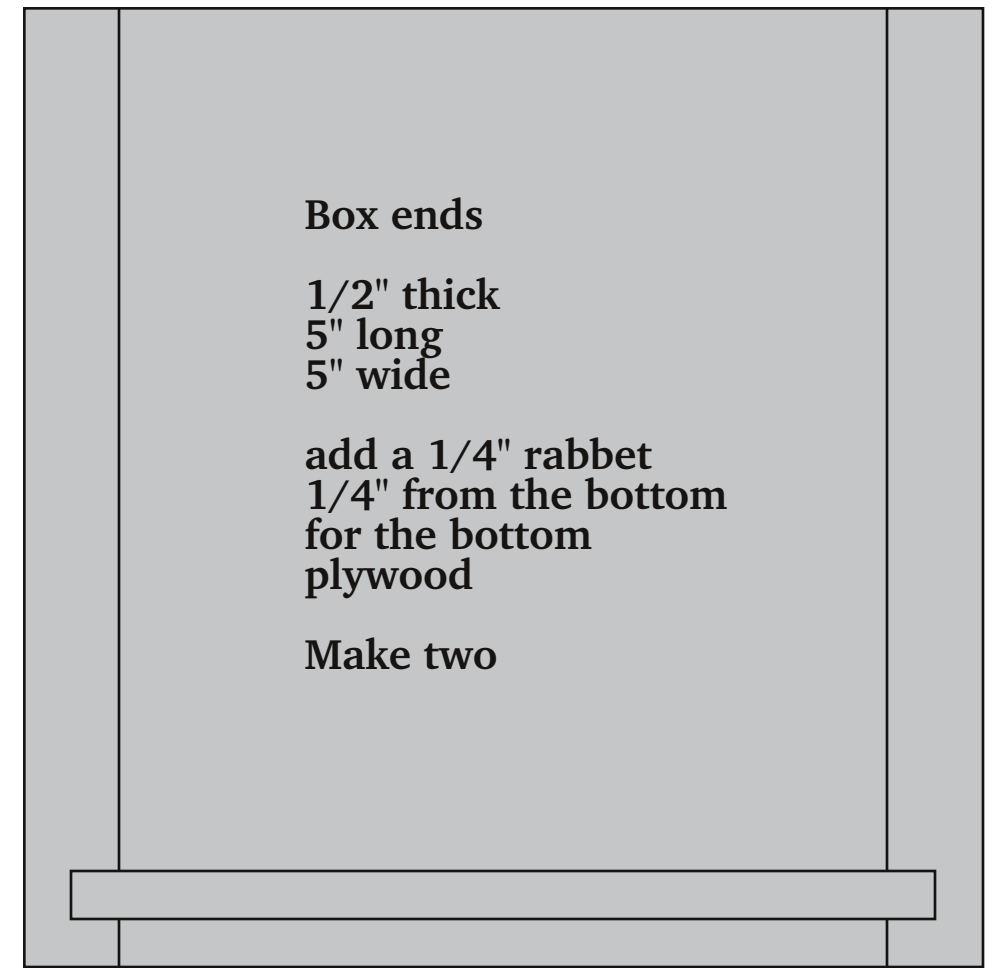 Box ends
1/2" thick
5" long
5" wide
add a 1/4" rabbet
1/4" from the bottom
for the bottom
plywood
Make two